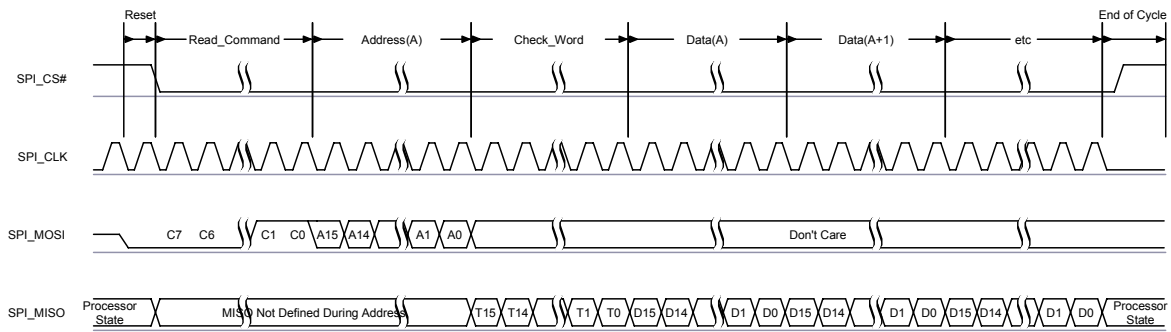 Reset
End of Cycle
Read_Command
Address(A)
Check_Word
Data(A)
Data(A+1)
etc
SPI_CS#
SPI_CLK
SPI_MOSI
C7 C6 C1 C0 A15 A14 A1 A0 Don't Care
SPI_MISO
Processor State
MISO Not Defined During Address
T15 T14 T1 T0 D15 D14 D1 D0 D15 D14 D1 D0 D15 D14 D1 D0
Processor State